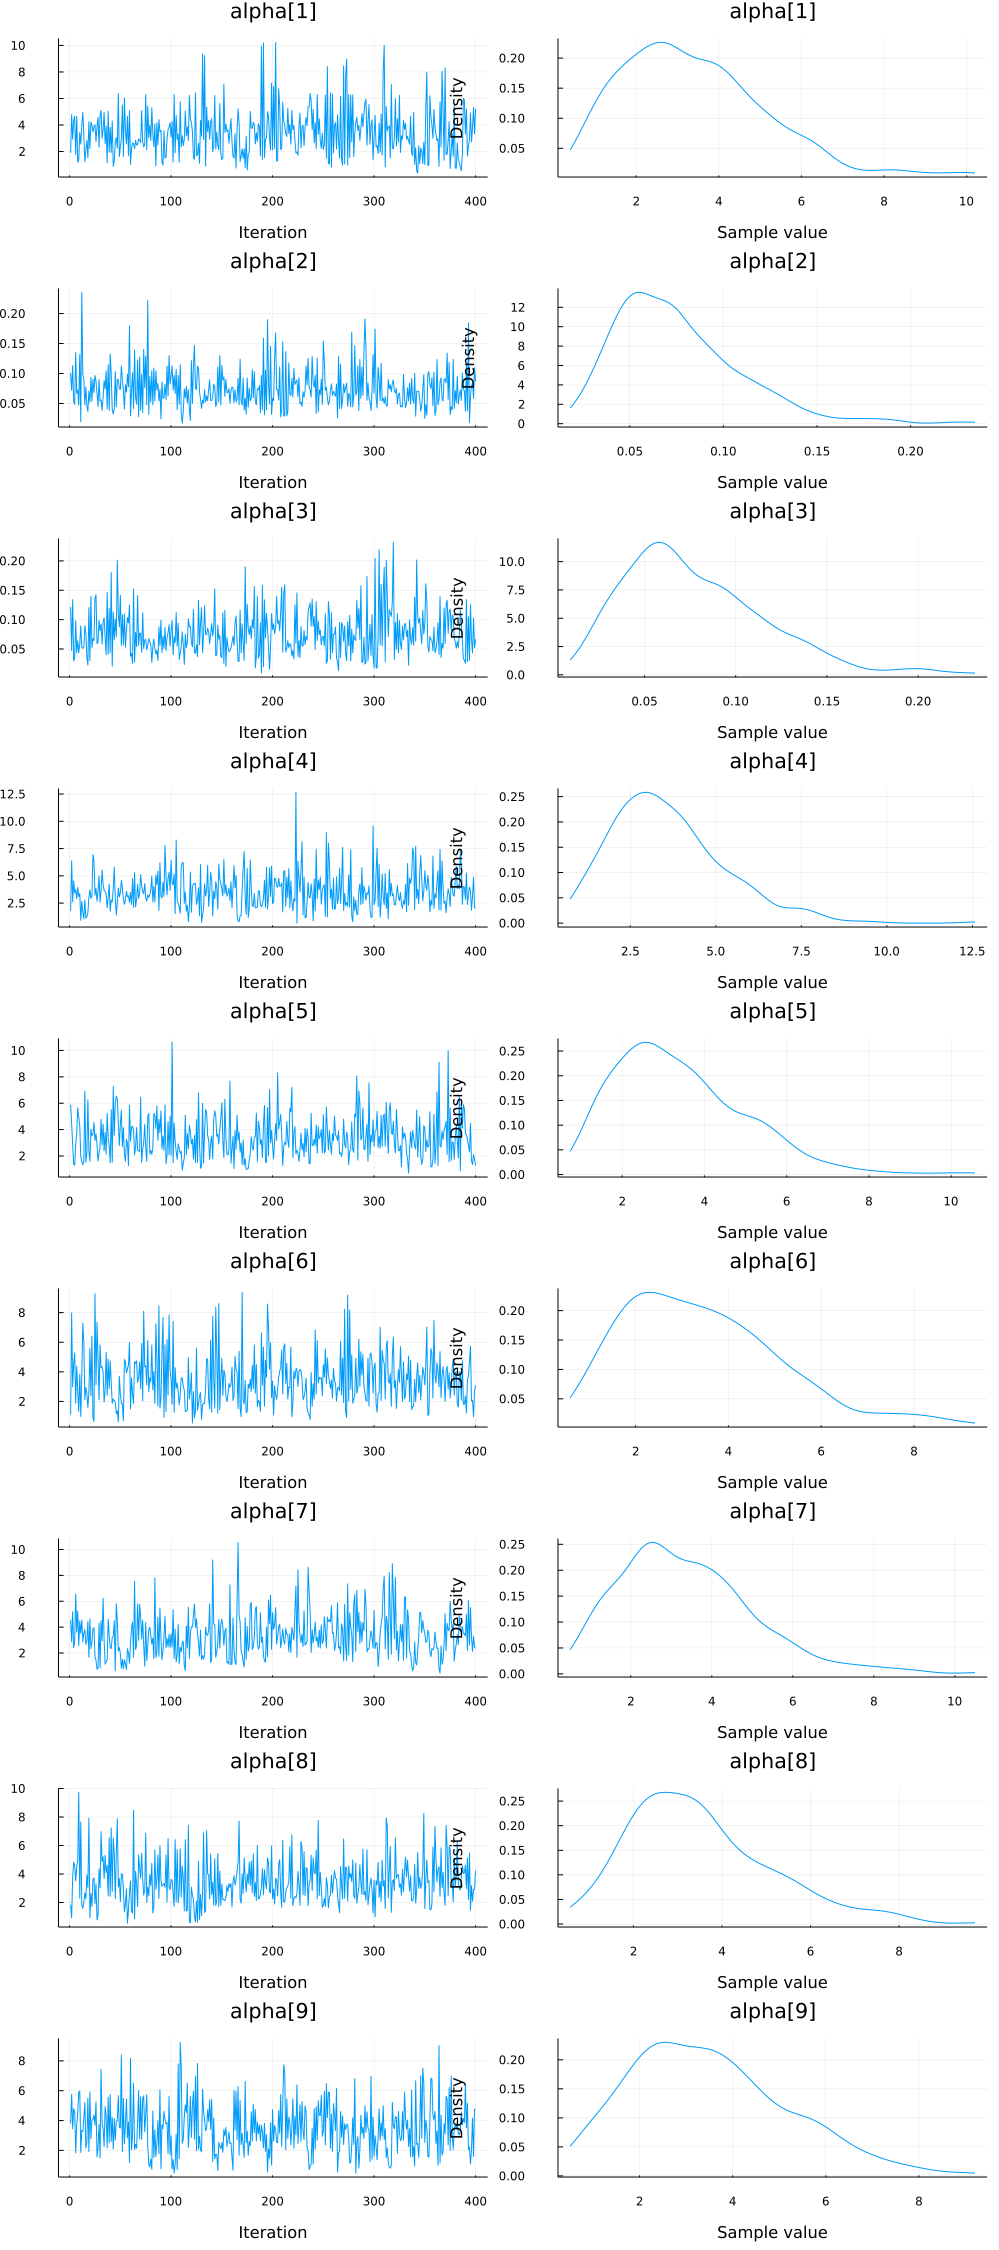 alpha[1] alpha[1]
10
8
6
4
2
Density
0.20
0.15
0.10
0.05
0 100 200 300 400 2 4 6 8 10
Iteration Sample value
alpha[2] alpha[2]
0.20
0.15
0.10
0.05
Density
12
10
8
6
4
2
0
0 100 200 300 400 0.05 0.10 0.15 0.20
Iteration Sample value
alpha[3] alpha[3]
0.20
0.15
0.10
0.05
Density
10.0
7.5
5.0
2.5
0.0
0 100 200 300 400 0.05 0.10 0.15 0.20
Iteration Sample value
alpha[4] alpha[4]
12.5
10.0
7.5
5.0
2.5
Density
0.25
0.20
0.15
0.10
0.05
0.00
0 100 200 300 400 2.5 5.0 7.5 10.0 12.5
Iteration Sample value
alpha[5] alpha[5]
10
8
6
4
2
Density
0.25
0.20
0.15
0.10
0.05
0.00
0 100 200 300 400 2 4 6 8 10
Iteration Sample value
alpha[6] alpha[6]
8
6
4
2
Density
0.20
0.15
0.10
0.05
0 100 200 300 400 2 4 6 8
Iteration Sample value
alpha[7] alpha[7]
10
8
6
4
2
Density
0.25
0.20
0.15
0.10
0.05
0.00
0 100 200 300 400 2 4 6 8 10
Iteration Sample value
alpha[8] alpha[8]
10
8
6
4
2
Density
0.25
0.20
0.15
0.10
0.05
0.00
0 100 200 300 400 2 4 6 8
Iteration Sample value
alpha[9] alpha[9]
8
6
4
2
Density
0.20
0.15
0.10
0.05
0.00
0 100 200 300 400 2 4 6 8
Iteration Sample value